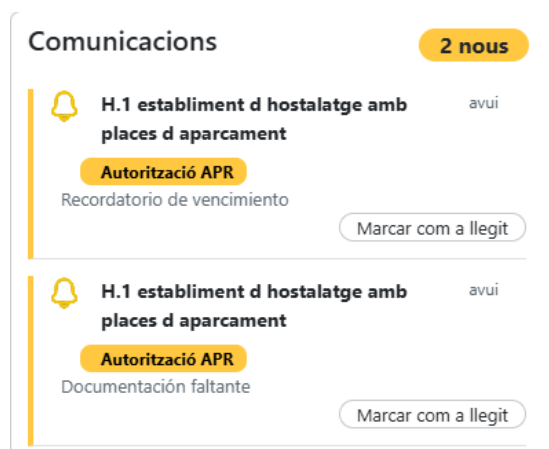 Comunicacions
2 nous
H.1 establiment d hostalatge amb
avui
places d aparcament
Autorització APR
Recordatorio de vencimiento
Marcar com a llegit
H.1 establiment d hostalatge amb
avui
places d aparcament
Autorització APR
Documentación faltante
Marcar com a llegit